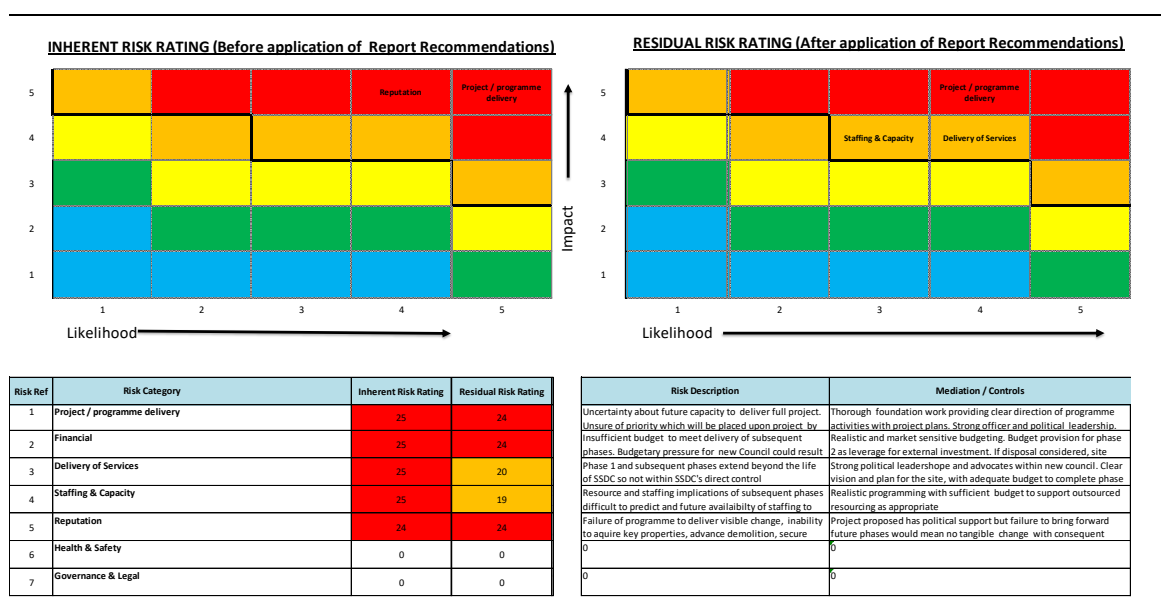 INHERENT RISK RATING (Before application of Report Recommendations)
RESIDUAL RISK RATING (After application of Report Recommendations)
5
Reputation
Project / programme
delivery
4
3
2
1
1 2 3 4 5
Likelihood
Impact
5
Project / programme
delivery
4
Staffing & Capacity
Delivery of Services
3
2
1
1 2 3 4 5
Likelihood
Risk Ref Risk Category Inherent Risk Rating Residual Risk Rating
1 Project / programme delivery 25 24
2 Financial 25 24
3 Delivery of Services 25 20
4 Staffing & Capacity 25 19
5 Reputation 24 24
6 Health & Safety 0 0
7 Governance & Legal 0 0
Risk Description Mediation / Controls
Uncertainty about future capacity to deliver full project.
Unsure of priority which will be placed upon project by
Thorough foundation work providing clear direction of programme
activities with project plans. Strong officer and political leadership.
Insufficient budget to meet delivery of subsequent
phases. Budgetary pressure for new Council could result
Realistic and market sensitive budgeting. Budget provision for phase
2 as leverage for external investment. If disposal considered, site
Phase 1 and subsequent phases extend beyond the life
of SSDC so not within SSDC's direct control
Strong political leadershope and advocates within new council. Clear
vision and plan for the site, with adequate budget to complete phase
Resource and staffing implications of subsequent phases
difficult to predict and future availaibilty of staffing to
Realistic programming with sufficient budget to support outsourced
resourcing as appropriate
Failure of programme to deliver visible change, inability
to aquire key properties, advance demolition, secure
Project proposed has political support but failure to bring forward
future phases would mean no tangible change with consequent
0 0
0 0